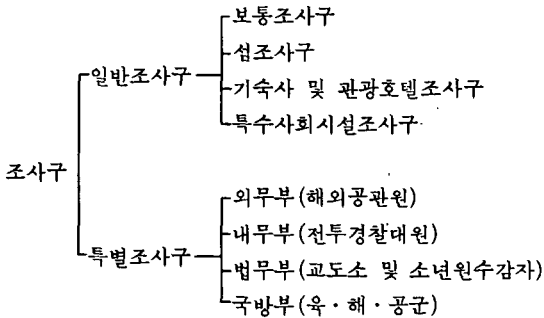 보통조사구
섬조사구
일반조사구
기숙사 및 관광호텔조사구
특수사회시설조사구
조사구
외무부(해외공관원)
내무부(전투경찰대원)
특별조사구
법무부(교도소 및 소년원수감자)
국방부(육·해·공군)